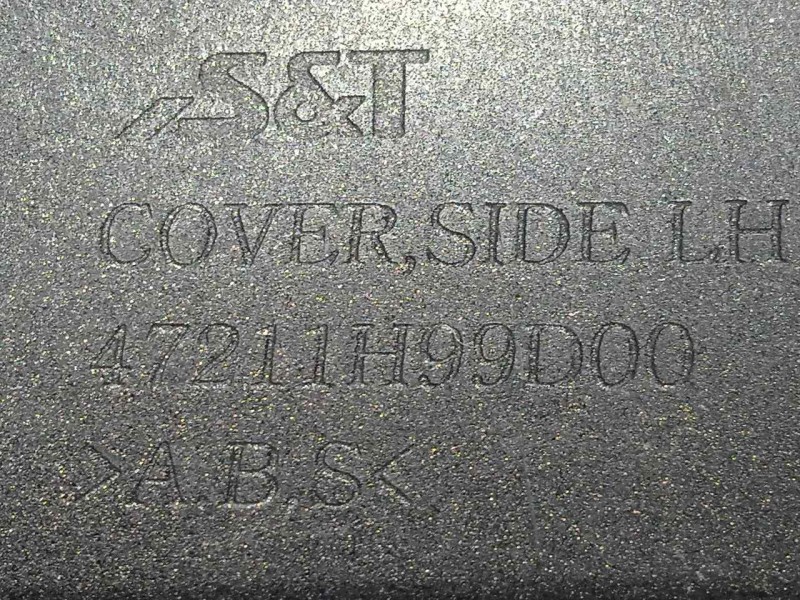 S&T
COVER,SIDE LH
47211H99D00
>A.B.S<